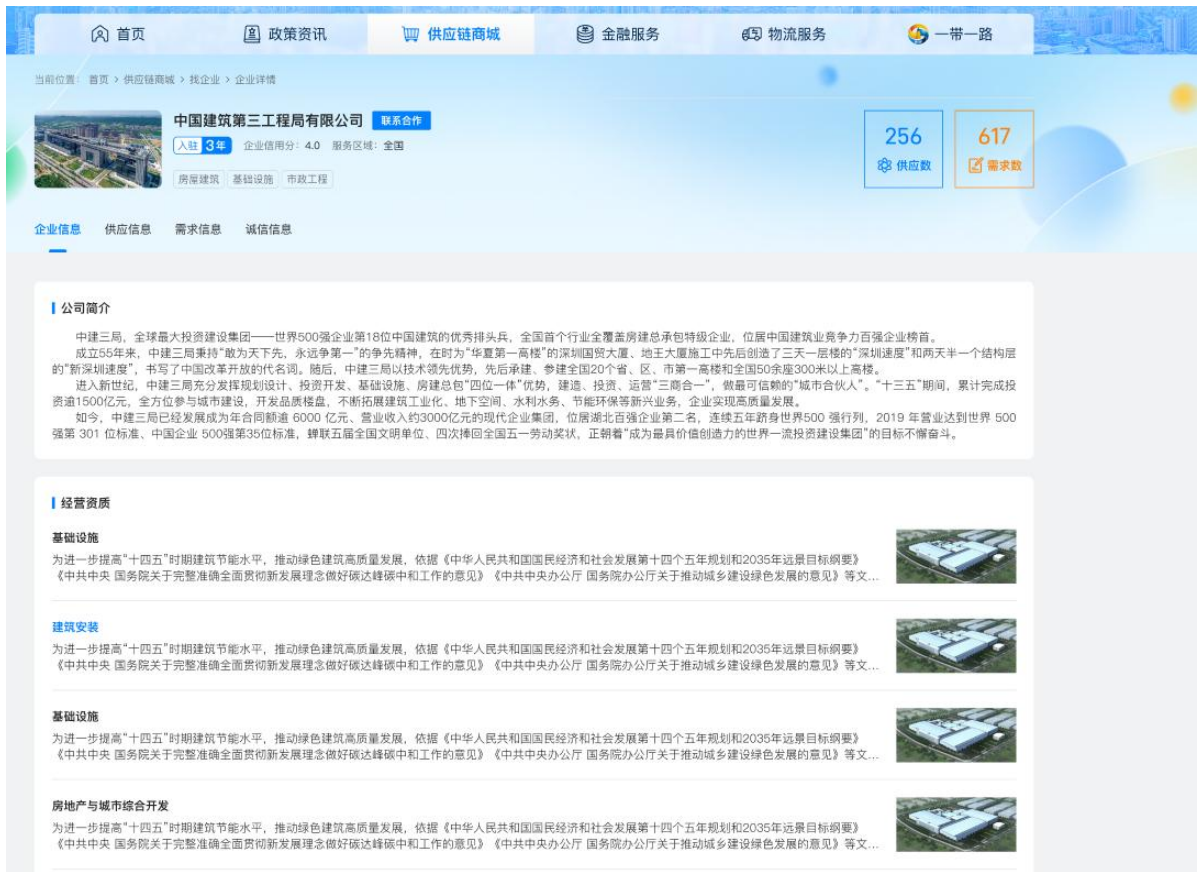 首页
政策资讯
供应链商城
金融服务
物流服务
一带一路
当前位置: 首页 > 供应链商城 > 找企业 > 企业详情
中国建筑第三工程局有限公司 联系合作
入驻 3年 企业信用分: 4.0 服务区域: 全国
房屋建筑 基础设施 市政工程
256
供应数
617
需求数
企业信息 供应信息 需求信息 诚信信息
公司简介
中建三局，全球最大投资建设集团——世界500强企业第18位中国建筑的优秀排头兵，全国首个行业全覆盖房建总承包特级企业，位居中国建筑业竞争力百强企业榜首。
成立55年来，中建三局秉持“敢为天下先，永远争第一”的争先精神，在时为“华夏第一高楼”的深圳国贸大厦、地王大厦施工中先后创造了三天一层楼的“深圳速度”和两天半一个结构层
的“新深圳速度”，书写了中国改革开放的代名词。随后，中建三局以技术领先优势，先后承建、参建全国20个省、区、市第一高楼和全国50余座300米以上高楼。
进入新世纪，中建三局充分发挥规划设计、投资开发、基础设施、房建总包“四位一体”优势，建造、投资、运营“三商合一”，做最可信赖的“城市合伙人”。“十三五”期间，累计完成投
资逾1500亿元，全方位参与城市建设，开发品质楼盘，不断拓展建筑工业化、地下空间、水利水务、节能环保等新兴业务，企业实现高质量发展。
如今，中建三局已经发展成为年合同额逾 6000 亿元、营业收入约3000亿元的现代企业集团，位居湖北百强企业第二名，连续五年跻身世界500 强行列，2019 年营业达到世界 500
强第 301 位标准、中国企业 500强第35位标准，蝉联五届全国文明单位、四次捧回全国五一劳动奖状，正朝着“成为最具价值创造力的世界一流投资建设集团”的目标不懈奋斗。
经营资质
基础设施
为进一步提高“十四五”时期建筑节能水平，推动绿色建筑高质量发展，依据《中华人民共和国国民经济和社会发展第十四个五年规划和2035年远景目标纲要》
《中共中央 国务院关于完整准确全面贯彻新发展理念做好碳达峰碳中和工作的意见》《中共中央办公厅 国务院办公厅关于推动城乡建设绿色发展的意见》等文...
建筑安装
为进一步提高“十四五”时期建筑节能水平，推动绿色建筑高质量发展，依据《中华人民共和国国民经济和社会发展第十四个五年规划和2035年远景目标纲要》
《中共中央 国务院关于完整准确全面贯彻新发展理念做好碳达峰碳中和工作的意见》《中共中央办公厅 国务院办公厅关于推动城乡建设绿色发展的意见》等文...
基础设施
为进一步提高“十四五”时期建筑节能水平，推动绿色建筑高质量发展，依据《中华人民共和国国民经济和社会发展第十四个五年规划和2035年远景目标纲要》
《中共中央 国务院关于完整准确全面贯彻新发展理念做好碳达峰碳中和工作的意见》《中共中央办公厅 国务院办公厅关于推动城乡建设绿色发展的意见》等文...
房地产与城市综合开发
为进一步提高“十四五”时期建筑节能水平，推动绿色建筑高质量发展，依据《中华人民共和国国民经济和社会发展第十四个五年规划和2035年远景目标纲要》
《中共中央 国务院关于完整准确全面贯彻新发展理念做好碳达峰碳中和工作的意见》《中共中央办公厅 国务院办公厅关于推动城乡建设绿色发展的意见》等文...